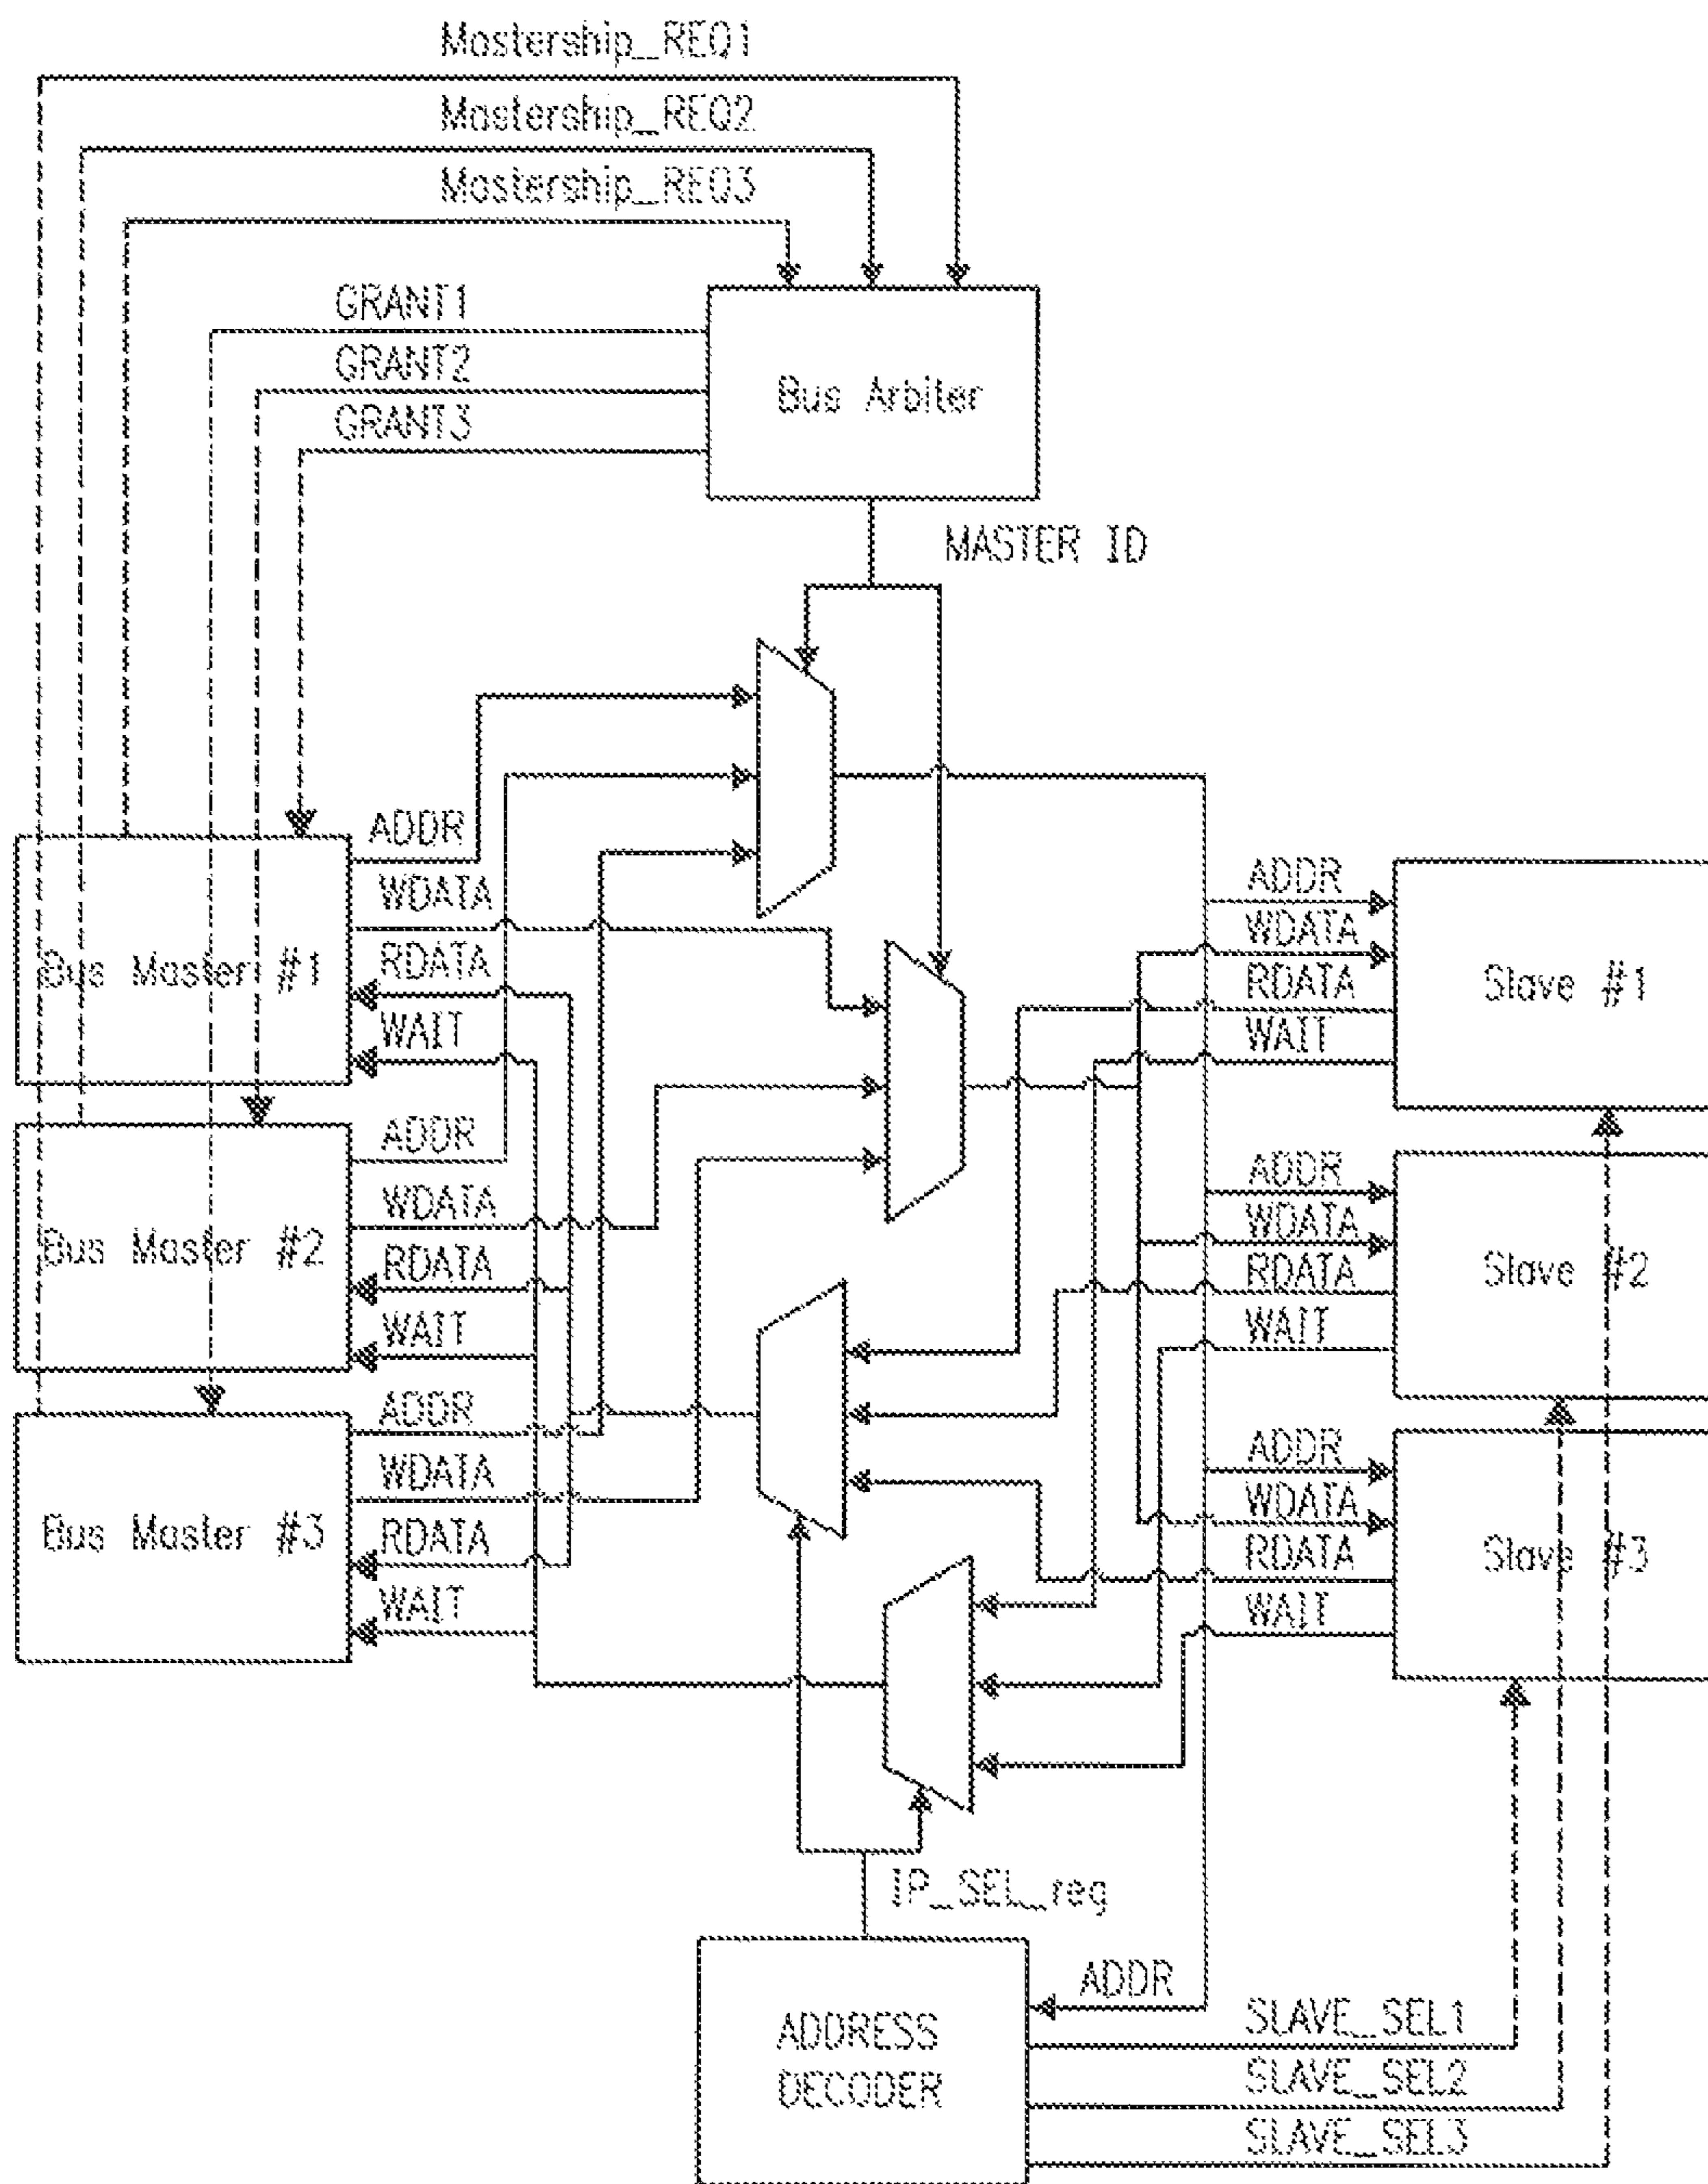 Mastership_REQ1
Mastership_REQ2
Mastership_REQ3
GRANT1
GRANT2
GRANT3
Bus Arbiter
MASTER ID
ADDR
WDATA
RDATA
WAIT
Bus Master #1
ADDR
WDATA
RDATA
WAIT
Bus Master #2
ADDR
WDATA
RDATA
WAIT
Bus Master #3
ADDR
WDATA
RDATA
WAIT
Slave #1
ADDR
WDATA
RDATA
WAIT
Slave #2
ADDR
WDATA
RDATA
WAIT
Slave #3
IP_SEL_reg
ADDR
ADDRESS
DECODER
SLAVE_SEL1
SLAVE_SEL2
SLAVE_SEL3